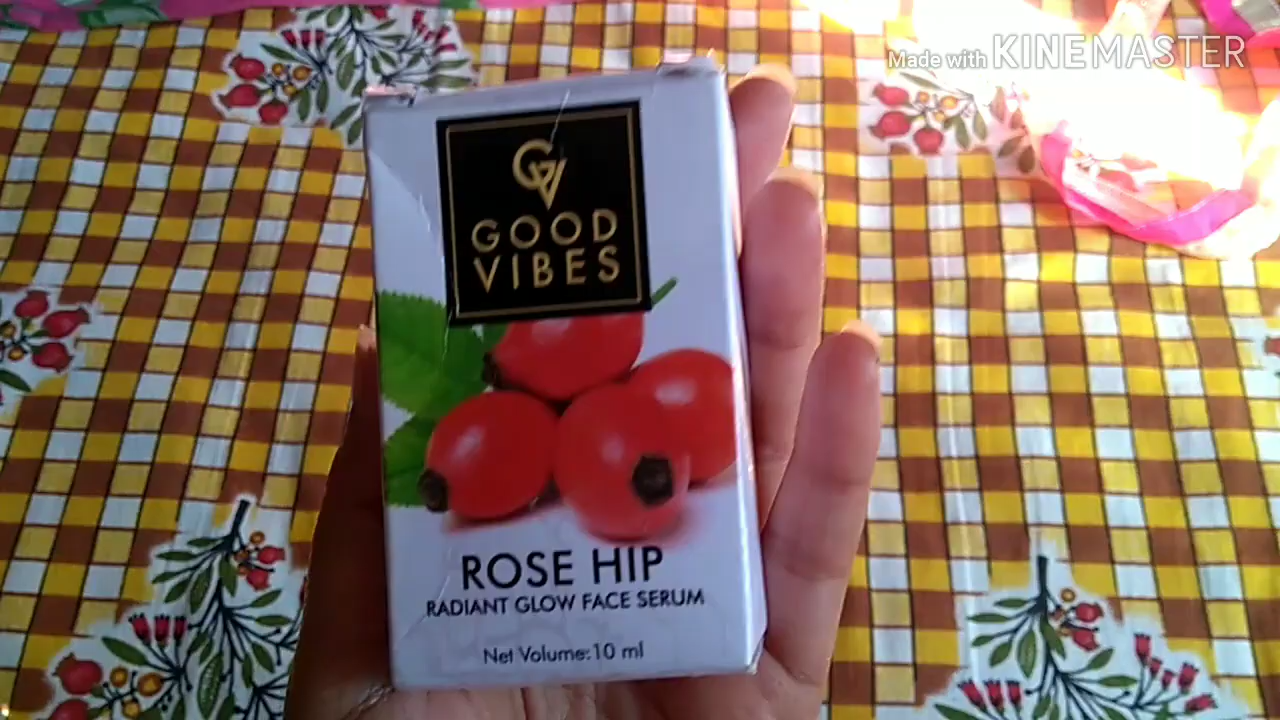 Made with KINEMASTER
GV
GOOD
VIBES
ROSE HIP
RADIANT GLOW FACE SERUM
Net Volume:10 ml